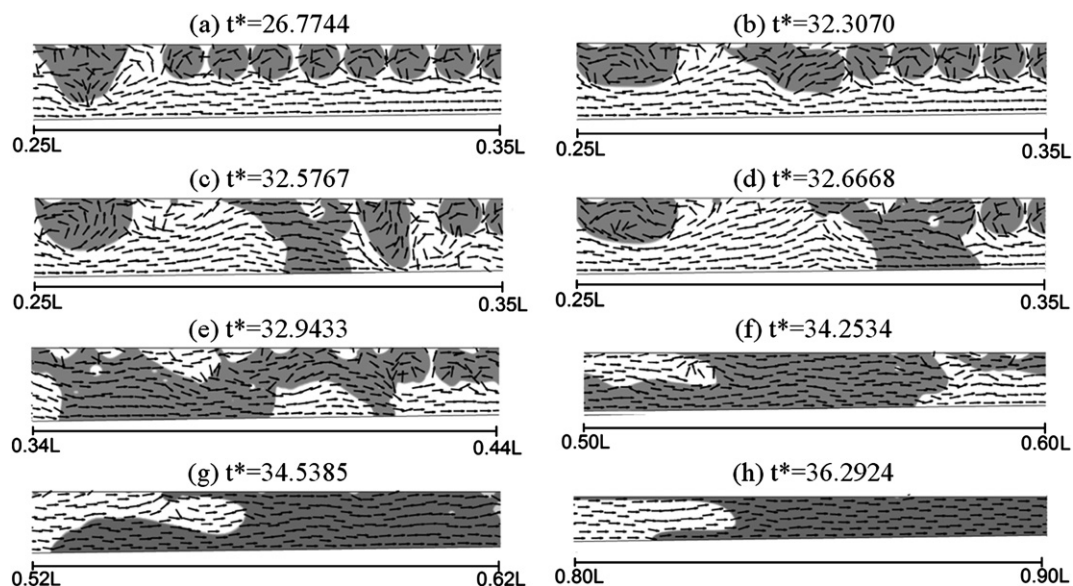 (a) t*=26.7744
(b) t*=32.3070
0.25L 0.35L
0.25L 0.35L
(c) t*=32.5767
(d) t*=32.6668
0.25L 0.35L
0.25L 0.35L
(e) t*=32.9433
(f) t*=34.2534
0.34L 0.44L
0.50L 0.60L
(g) t*=34.5385
(h) t*=36.2924
0.52L 0.62L
0.80L 0.90L